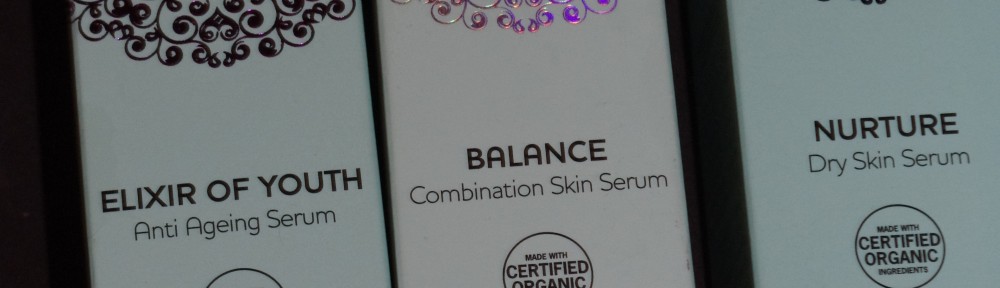 ELIXIR OF YOUTH
Anti Ageing Serum
BALANCE
Combination Skin Serum
MADE WITH
CERTIFIED
ORGANIC
NURTURE
Dry Skin Serum
MADE WITH
CERTIFIED
ORGANIC
INGREDIENTS